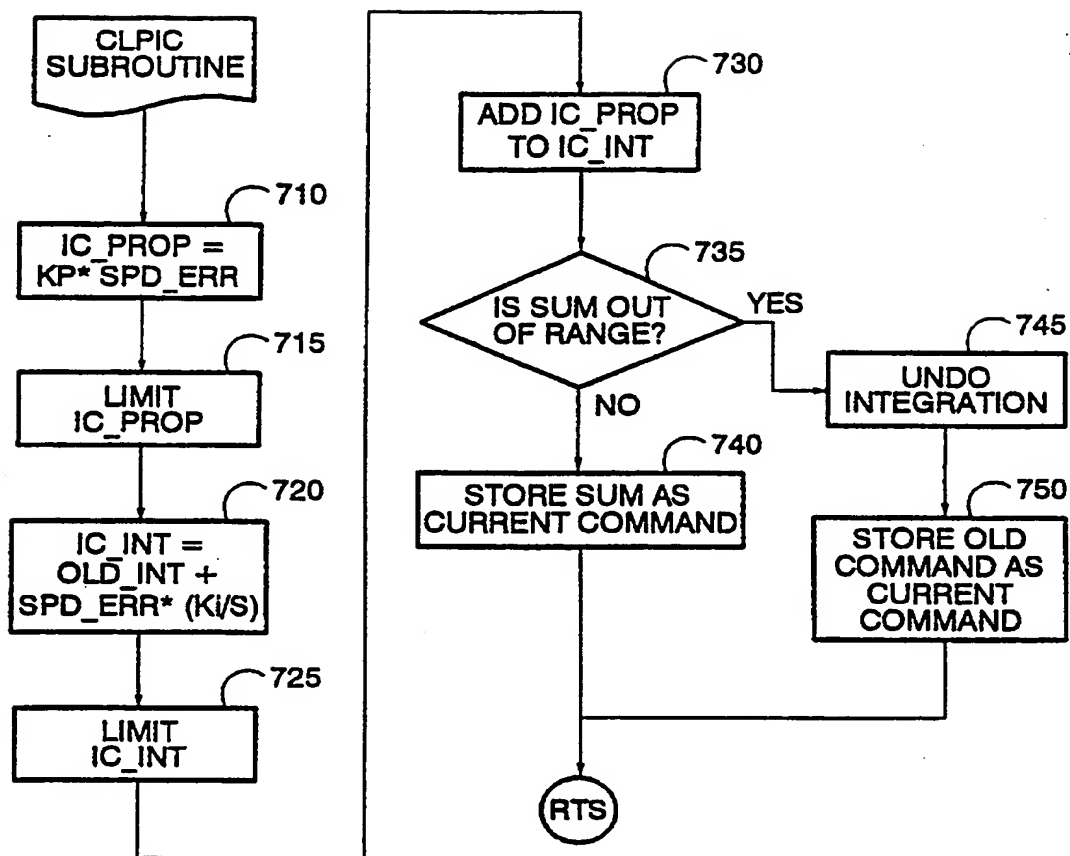 CLPIC
SUBROUTINE
710
IC_PROP =
KP* SPD_ERR
715
LIMIT
IC_PROP
720
IC_INT =
OLD_INT +
SPD_ERR* (Ki/S)
725
LIMIT
IC_INT
730
ADD IC_PROP
TO IC_INT
735
IS SUM OUT
OF RANGE?
YES
NO
740
STORE SUM AS
CURRENT COMMAND
745
UNDO
INTEGRATION
750
STORE OLD
COMMAND AS
CURRENT
COMMAND
RTS